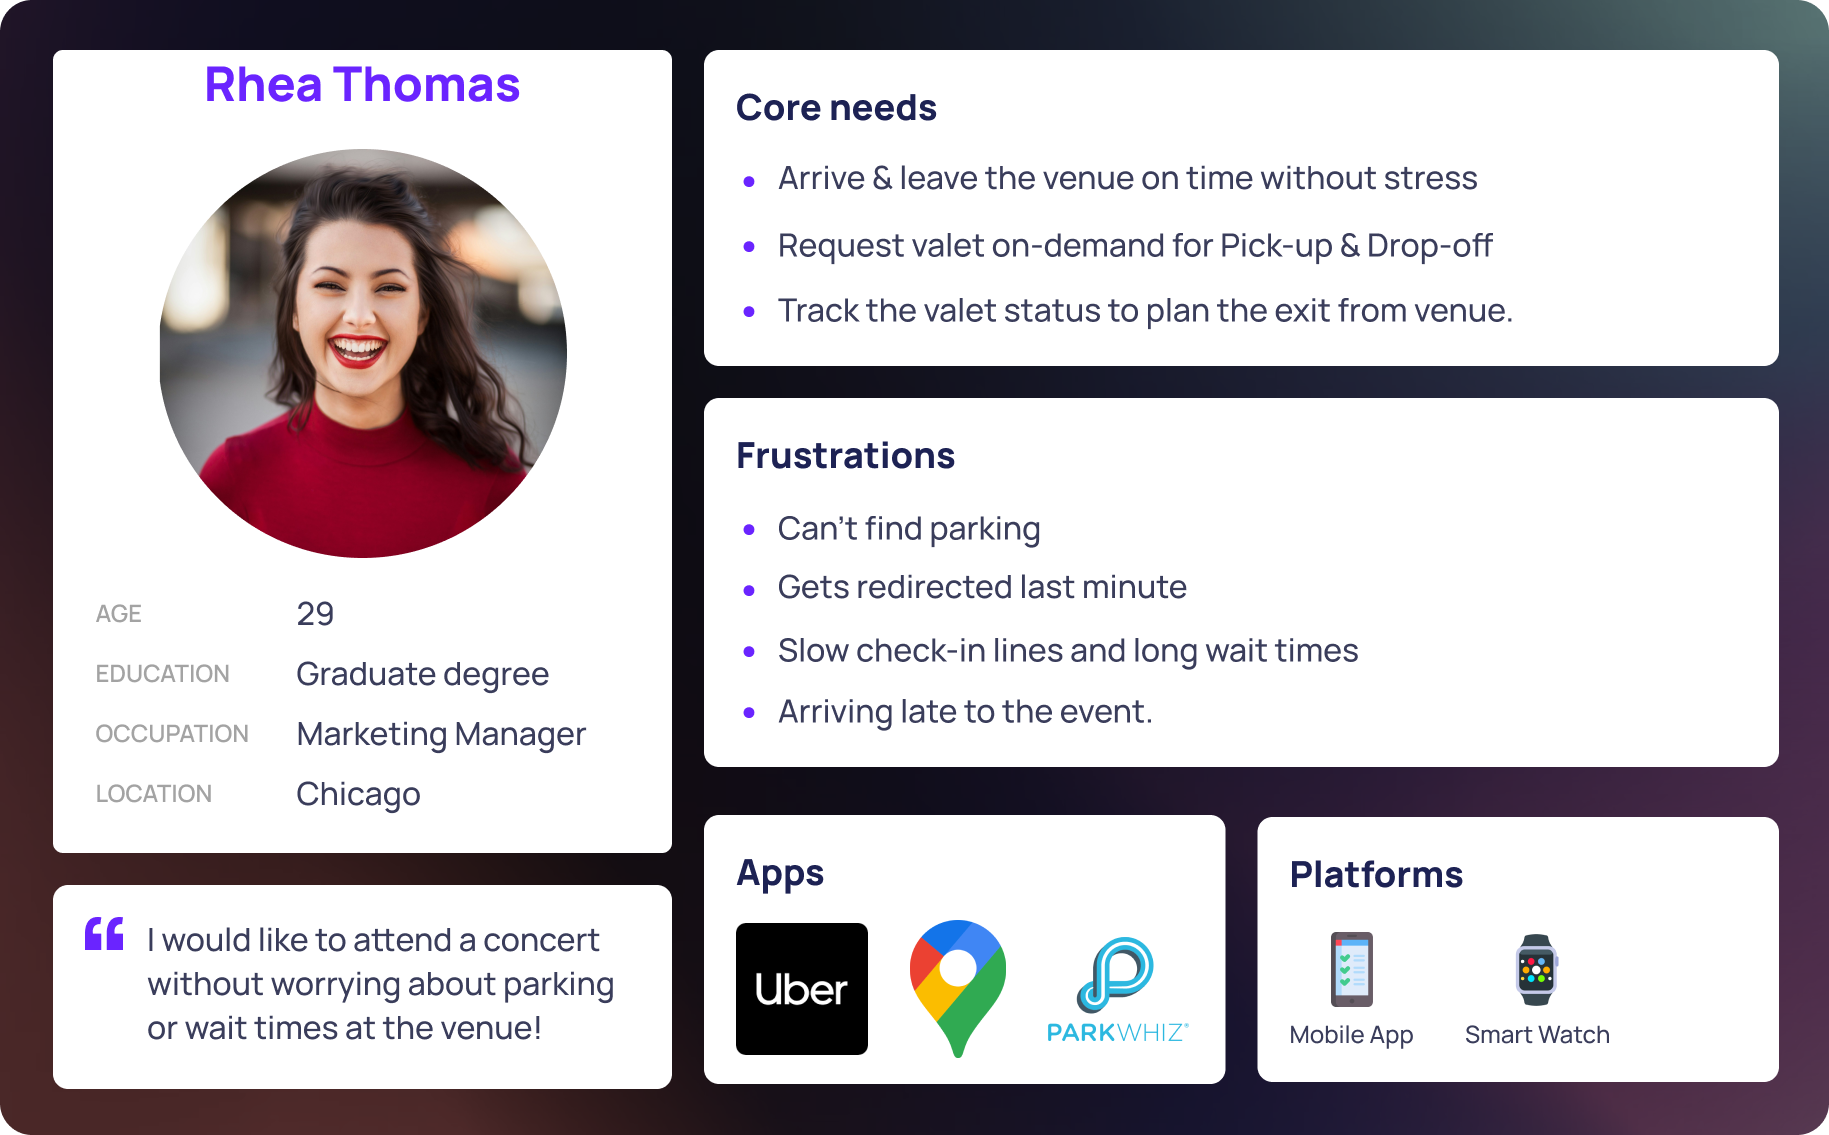 Rhea Thomas
AGE 29
EDUCATION Graduate degree
OCCUPATION Marketing Manager
LOCATION Chicago
“ I would like to attend a concert
without worrying about parking
or wait times at the venue!
Core needs
• Arrive & leave the venue on time without stress
• Request valet on-demand for Pick-up & Drop-off
• Track the valet status to plan the exit from venue.
Frustrations
• Can’t find parking
• Gets redirected last minute
• Slow check-in lines and long wait times
• Arriving late to the event.
Apps
Uber
PARKWHIZ®
Platforms
Mobile App
Smart Watch